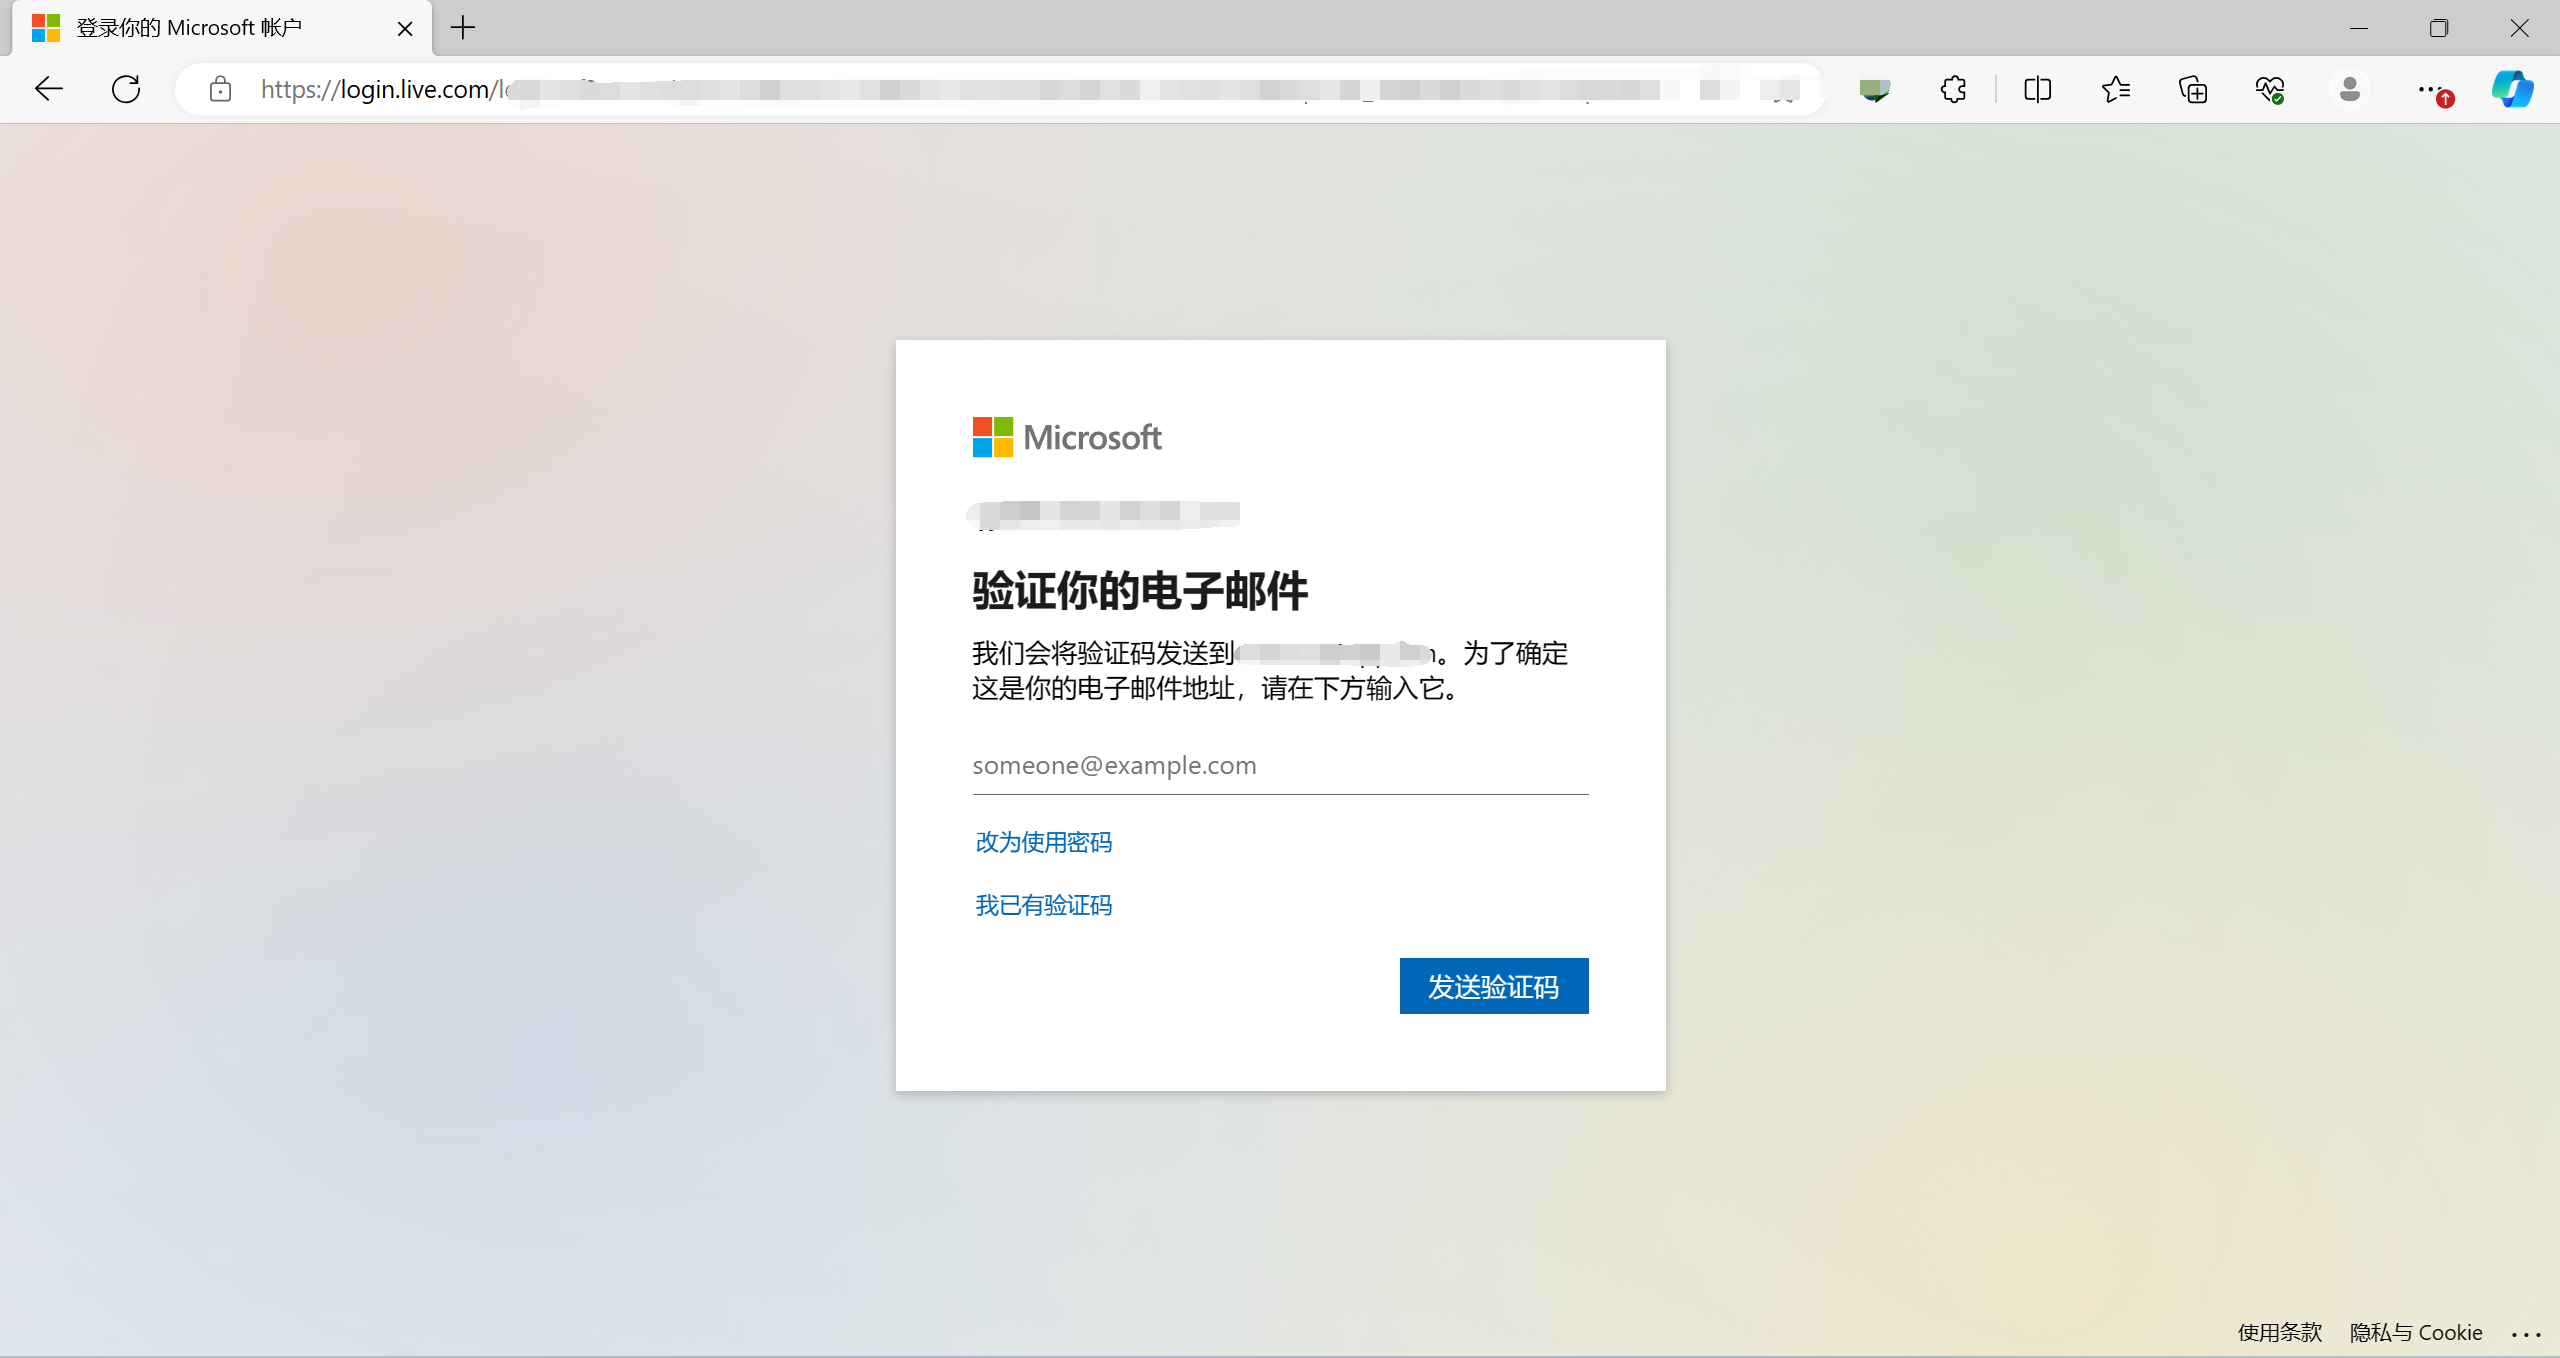 登录你的 Microsoft 帐户
https://login.live.com/
Microsoft
验证你的电子邮件
我们会将验证码发送到 。为了确定
这是你的电子邮件地址，请在下方输入它。
someone@example.com
改为使用密码
我已有验证码
发送验证码
使用条款 隐私与 Cookie